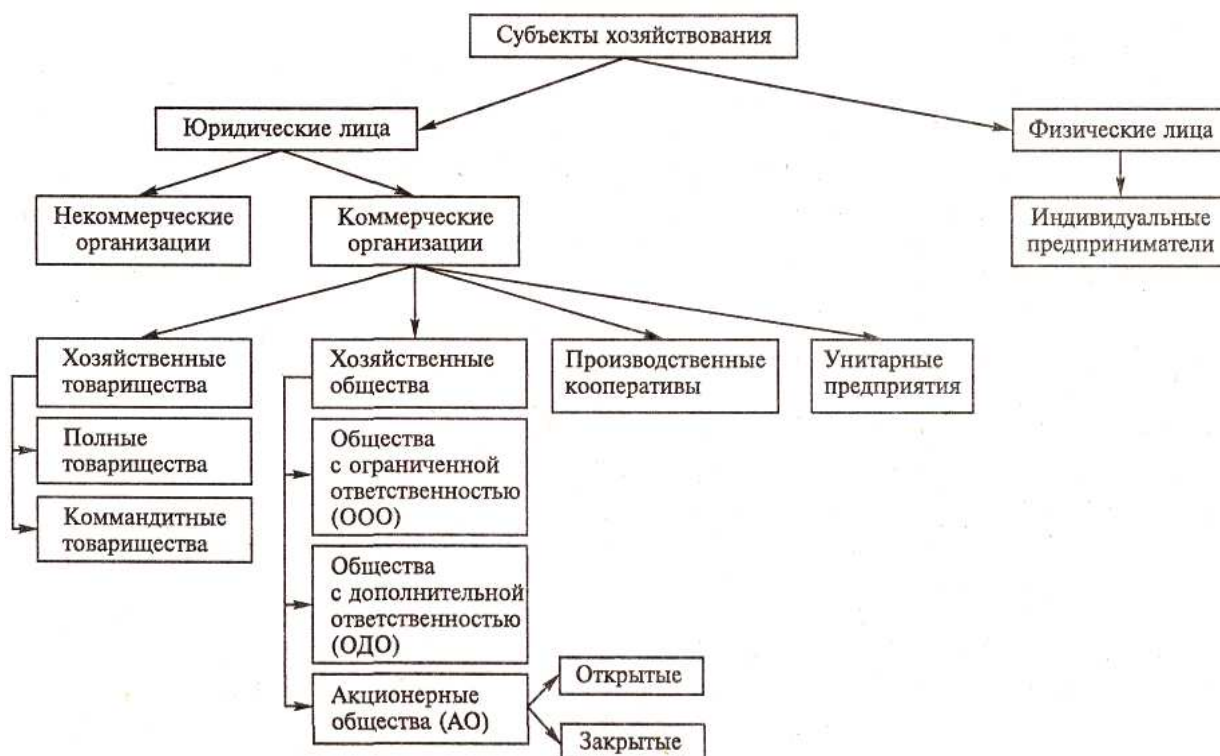 Субъекты хозяйствования
Юридические лица
Физические лица
Некоммерческие
организации
Коммерческие
организации
Индивидуальные
предприниматели
Хозяйственные
товарищества
Хозяйственные
общества
Производственные
кооперативы
Унитарные
предприятия
Полные
товарищества
Коммандитные
товарищества
Общества
с ограниченной
ответственностью
(ООО)
Общества
с дополнительной
ответственностью
(ОДО)
Акционерные
общества (АО)
Открытые
Закрытые